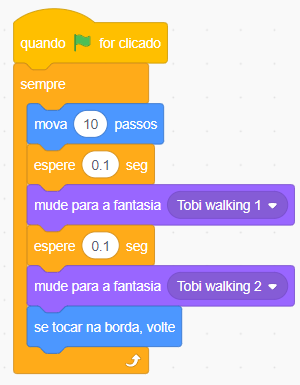 quando for clicado
sempre
mova 10 passos
espere 0.1 seg
mude para a fantasia Tobi walking 1
espere 0.1 seg
mude para a fantasia Tobi walking 2
se tocar na borda, volte